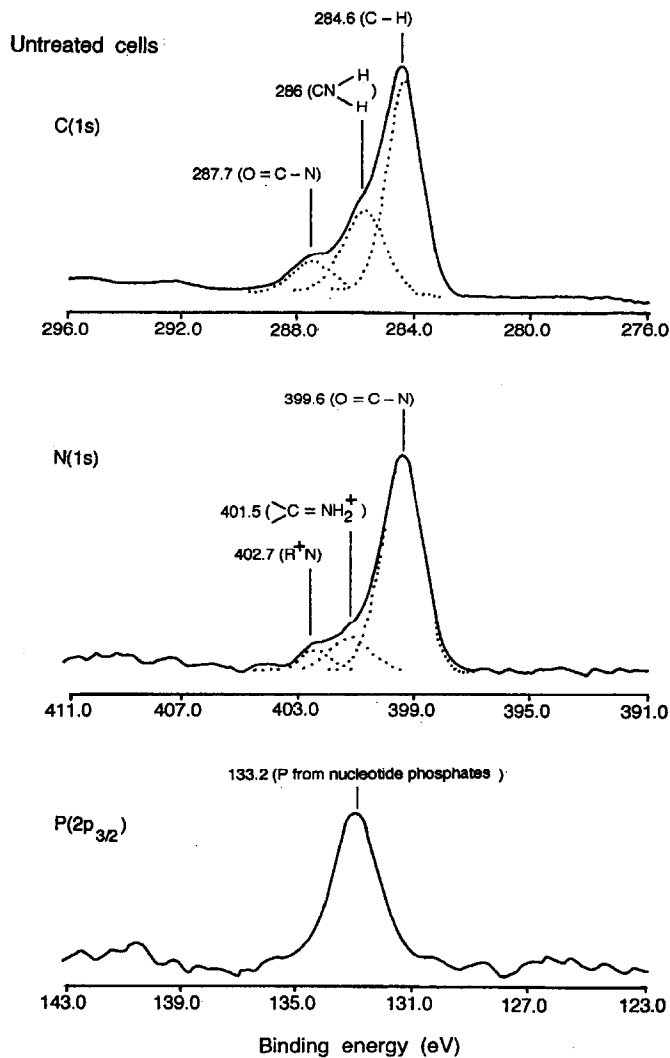 284.6 (C – H)
Untreated cells
286 (CN H H )
C(1s)
287.7 (O = C – N)
296.0 292.0 288.0 284.0 280.0 276.0
399.6 (O = C – N)
N(1s)
401.5 ( >C = NH2+ )
402.7 (R+N)
411.0 407.0 403.0 399.0 395.0 391.0
133.2 (P from nucleotide phosphates )
P(2p3/2)
143.0 139.0 135.0 131.0 127.0 123.0
Binding energy (eV)